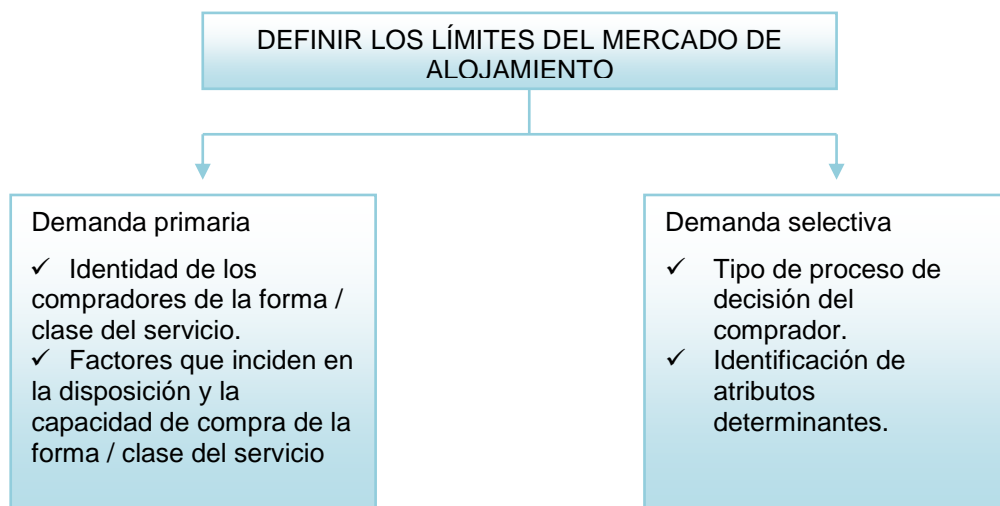 DEFINIR LOS LÍMITES DEL MERCADO DE
ALOJAMIENTO
Demanda primaria
✓ Identidad de los
compradores de la forma /
clase del servicio.
✓ Factores que inciden en
la disposición y la
capacidad de compra de la
forma / clase del servicio
Demanda selectiva
✓ Tipo de proceso de
decisión del
comprador.
✓ Identificación de
atributos
determinantes.